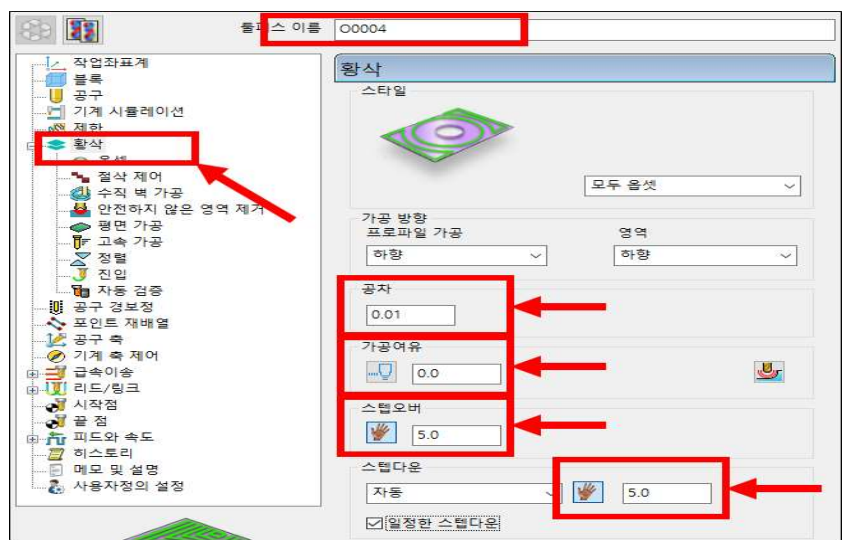 툴패스 이름 O0004
작업좌표계
블록
공구
기계 시뮬레이션
제한
황삭
옵셋
절삭 제어
수직 벽 가공
안전하지 않은 영역 제거
평면 가공
고속 가공
정렬
진입
자동 검증
공구 경보정
포인트 재배열
공구 축
기계 축 제어
급속이송
리드/링크
시작점
끝 점
피드와 속도
히스토리
메모 및 설명
사용자정의 설정
황삭
스타일
모두 옵셋
가공 방향
프로파일 가공 영역
하향 하향
공차
0.01
가공여유
0.0
스텝오버
5.0
스텝다운
자동 5.0
일정한 스텝다운